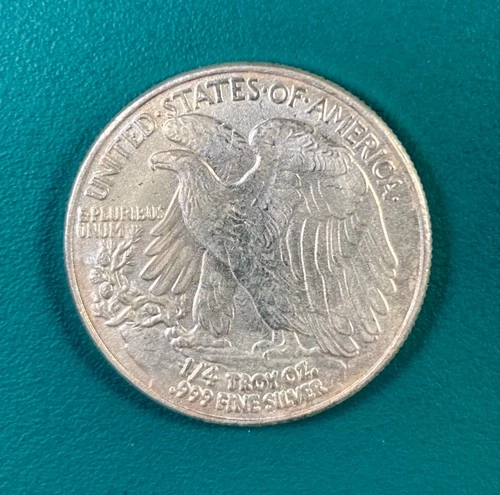 UNITED·STATES·OF·AMERICA·
E PLURIBUS
UNUM
1/4 TROY OZ.
.999 FINE SILVER